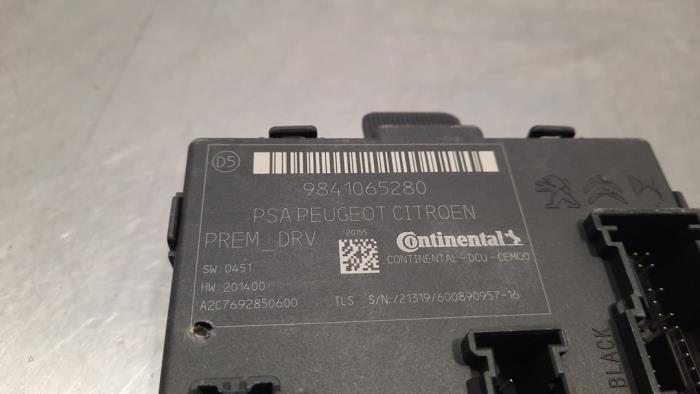 D5
9841065280
PSA PEUGEOT CITROEN
PREM_DRV
20155
Continental
CONTINENTAL-DCU-CEMOO
SW:0451
HW:201400
A2C7692850600
TLS S/N:/21319/600890957-16
BLACK